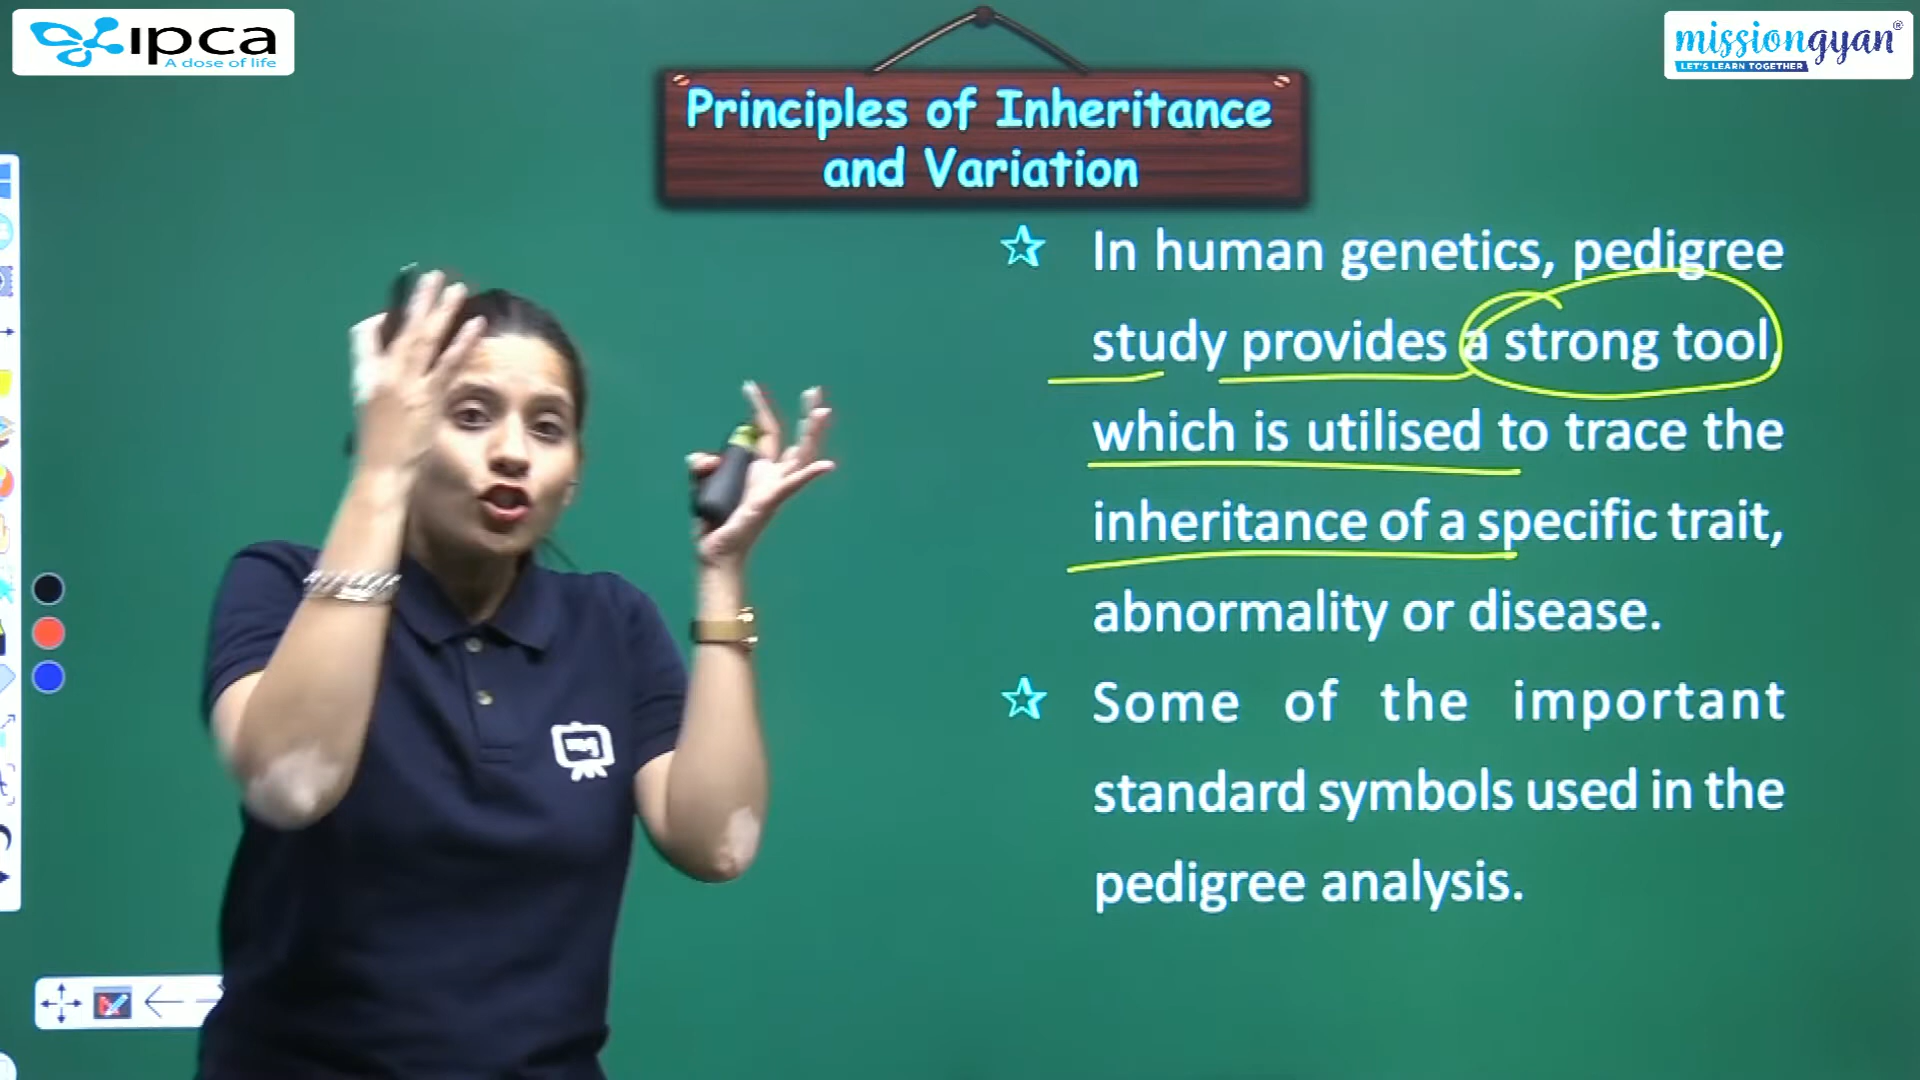 ipca
A dose of life
missiongyan®
LET'S LEARN TOGETHER
Principles of Inheritance
and Variation
In human genetics, pedigree
study provides a strong tool,
which is utilised to trace the
inheritance of a specific trait,
abnormality or disease.
Some of the important
standard symbols used in the
pedigree analysis.